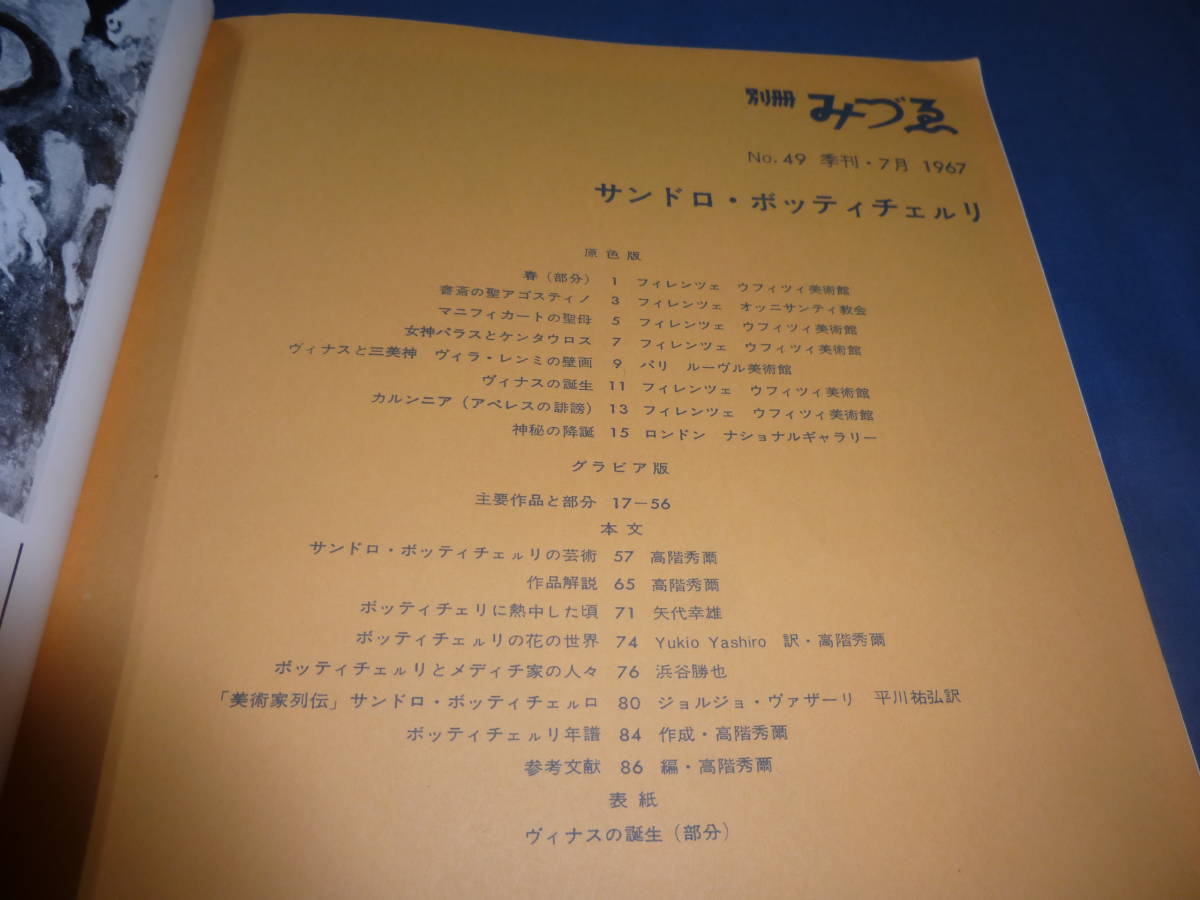 別冊 みづゑ
No. 49 季刊・7月 1967
サンドロ・ボッティチェルリ
原色版
春（部分） 1 フィレンツェ ウフィツィ美術館
書斎の聖アゴスティノ 3 フィレンツェ オッニサンティ教会
マニフィカートの聖母 5 フィレンツェ ウフィツィ美術館
女神パラスとケンタウロス 7 フィレンツェ ウフィツィ美術館
ヴィナスと三美神 ヴィラ・レンミの壁画 9 パリ ルーヴル美術館
ヴィナスの誕生 11 フィレンツェ ウフィツィ美術館
カルンニア（アペレスの誹謗） 13 フィレンツェ ウフィツィ美術館
神秘の降誕 15 ロンドン ナショナルギャラリー
グラビア版
主要作品と部分 17－56
本文
サンドロ・ボッティチェルリの芸術 57 高階秀爾
作品解説 65 高階秀爾
ボッティチェリに熱中した頃 71 矢代幸雄
ボッティチェルリの花の世界 74 Yukio Yashiro 訳・高階秀爾
ボッティチェルリとメディチ家の人々 76 浜谷勝也
「美術家列伝」サンドロ・ボッティチェルロ 80 ジョルジョ・ヴァザーリ 平川祐弘訳
ボッティチェルリ年譜 84 作成・高階秀爾
参考文献 86 編・高階秀爾
表紙
ヴィナスの誕生（部分）